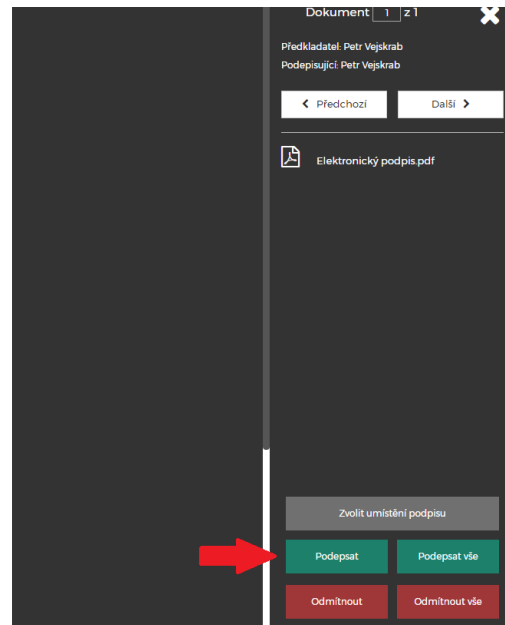 Dokument 1 z 1
Předkladatel: Petr Vejskrab
Podepisující: Petr Vejskrab
Předchozí
Další
Elektronický podpis.pdf
Zvolit umístění podpisu
Podepsat
Podepsat vše
Odmítnout
Odmítnout vše